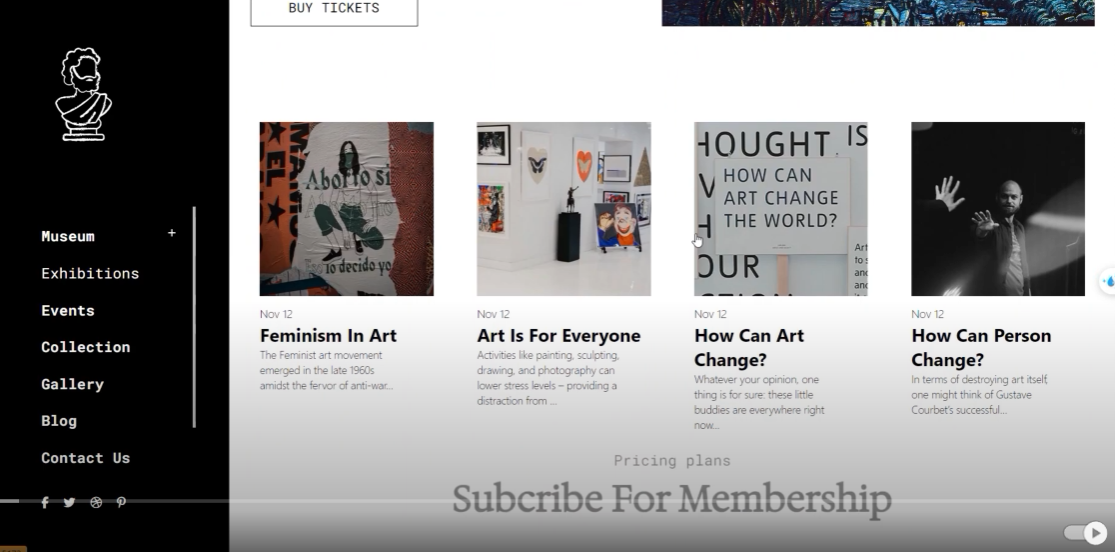 BUY TICKETS
Museum +
Exhibitions
Events
Collection
Gallery
Blog
Contact Us
Aborto si
lo decido yo
HOUGHT IS
HOW CAN
ART CHANGE
THE WORLD?
OUR
Nov 12
Feminism In Art
The Feminist art movement
emerged in the late 1960s
amidst the fervor of anti-war...
Nov 12
Art Is For Everyone
Activities like painting, sculpting,
drawing, and photography can
lower stress levels – providing a
distraction from ...
Nov 12
How Can Art
Change?
Whatever your opinion, one
thing is for sure: these little
buddies are everywhere right
now...
Nov 12
How Can Person
Change?
In terms of destroying art itself,
one might think of Gustave
Courbet's successful...
Pricing plans
Subcribe For Membership